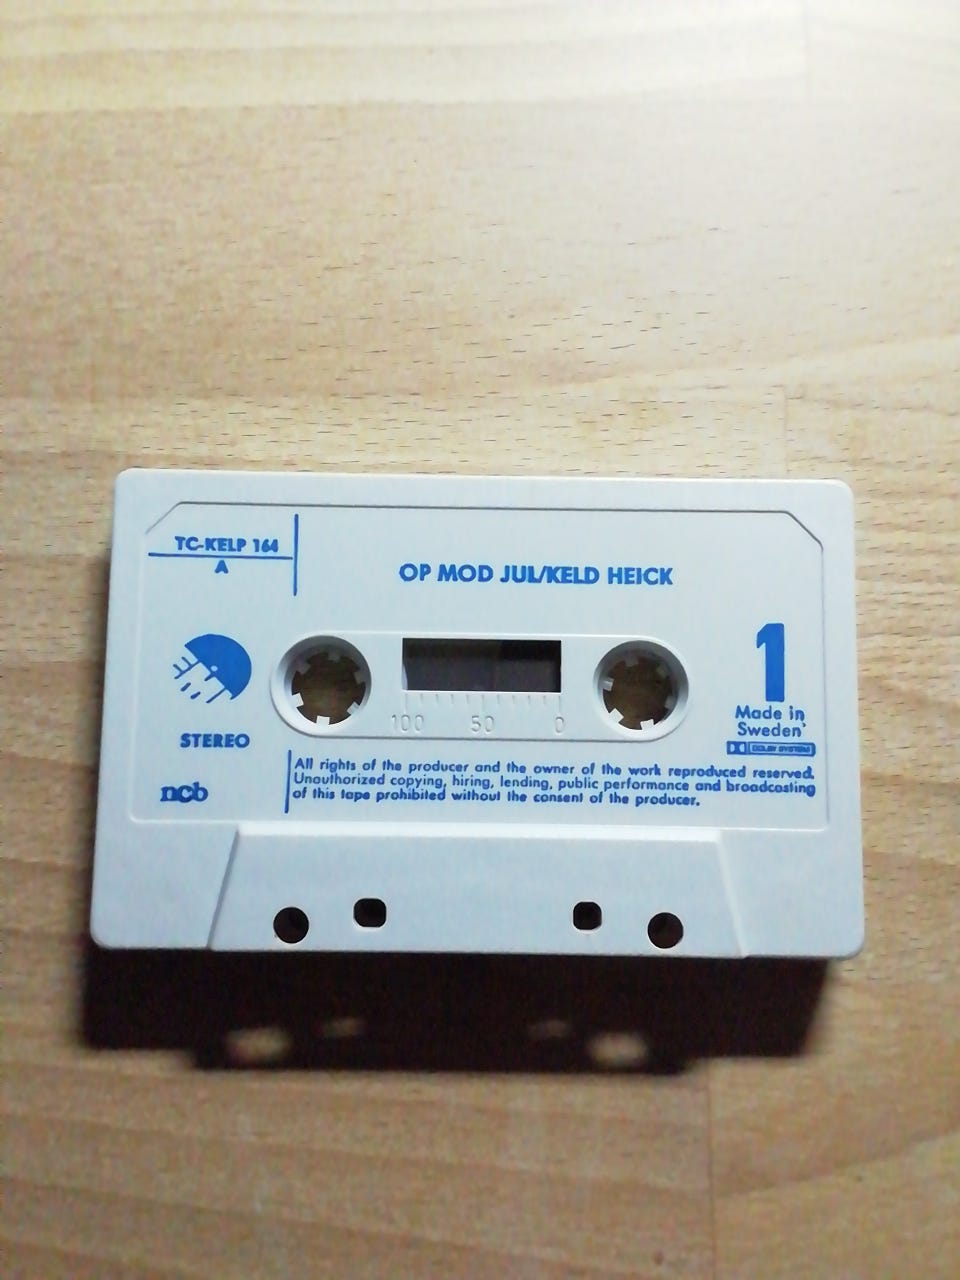 TC-KELP 164
A
OP MOD JUL/KELD HEICK
STEREO
ncb
100 50 0
1
Made in
Sweden
DOLBY SYSTEM
All rights of the producer and the owner of the work reproduced reserved.
Unauthorized copying, hiring, lending, public performance and broadcasting
of this tape prohibited without the consent of the producer.